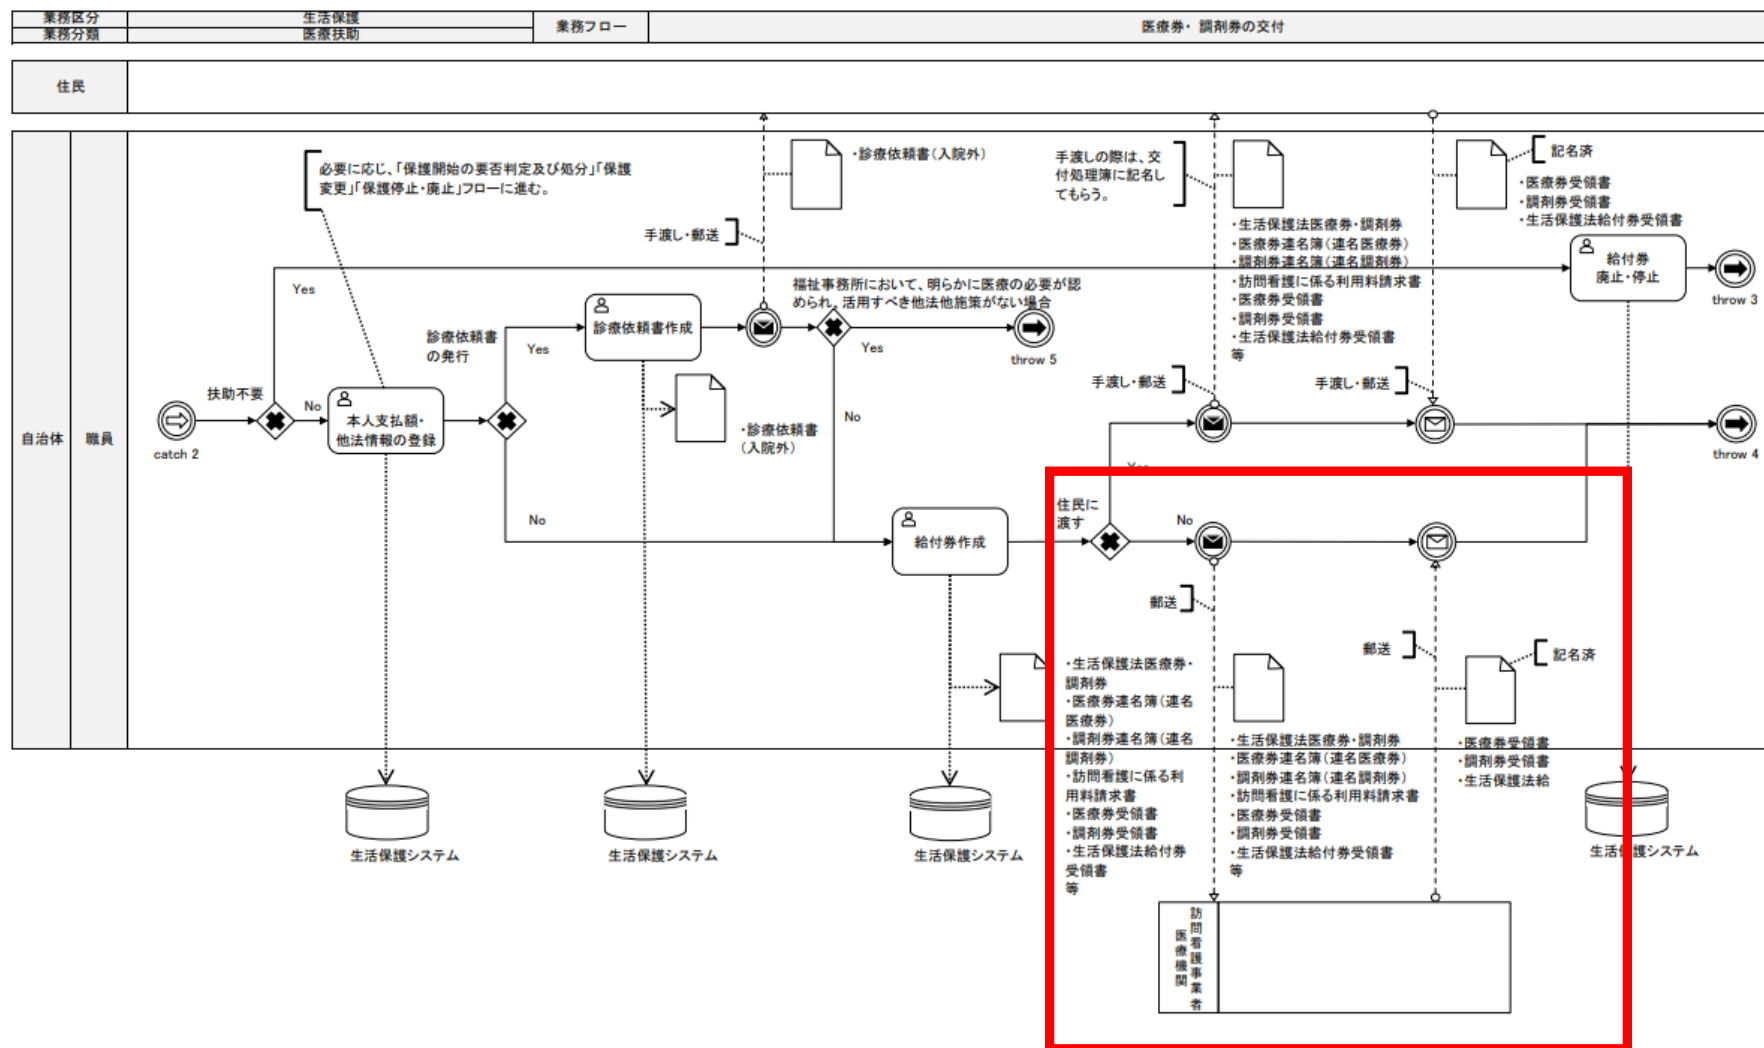 業務区分
生活保護
業務フロー
医療券・ 調剤券の交付
業務分類
医療扶助
住民
自治体
職員
必要に応じ、「保護開始の要否判定及び処分」「保護
変更」「保護停止・廃止」フローに進む。
・診療依頼書(入院外)
手渡し・郵送
手渡しの際は、交
付処理簿に記名し
てもらう。
・生活保護法医療券・調剤券
・医療券連名簿(連名医療券)
・調剤券連名簿(連名調剤券)
・訪問看護に係る利用料請求書
・医療券受領書
・調剤券受領書
・生活保護法給付券受領書
等
記名済
・医療券受領書
・調剤券受領書
・生活保護法給付券受領書
給付券
廃止・停止
throw 3
Yes
診療依頼書
の発行
Yes
診療依頼書作成
福祉事務所において、明らかに医療の必要が認
められ、活用すべき他法他施策がない場合
Yes
throw 5
手渡し・郵送
手渡し・郵送
catch 2
扶助不要
No
本人支払額・
他法情報の登録
・診療依頼書
(入院外)
No
throw 4
Yes
No
給付券作成
住民に
渡す
No
郵送
郵送
記名済
・生活保護法医療券・
調剤券
・医療券連名簿(連名
医療券)
・調剤券連名簿(連名
調剤券)
・訪問看護に係る利
用料請求書
・医療券受領書
・調剤券受領書
・生活保護法給付券
受領書
等
・生活保護法医療券・調剤券
・医療券連名簿(連名医療券)
・調剤券連名簿(連名調剤券)
・訪問看護に係る利用料請求書
・医療券受領書
・調剤券受領書
・生活保護法給付券受領書
等
・医療券受領書
・調剤券受領書
・生活保護法給
生活保護システム
生活保護システム
生活保護システム
生活保護システム
訪問看護事業者
医療機関